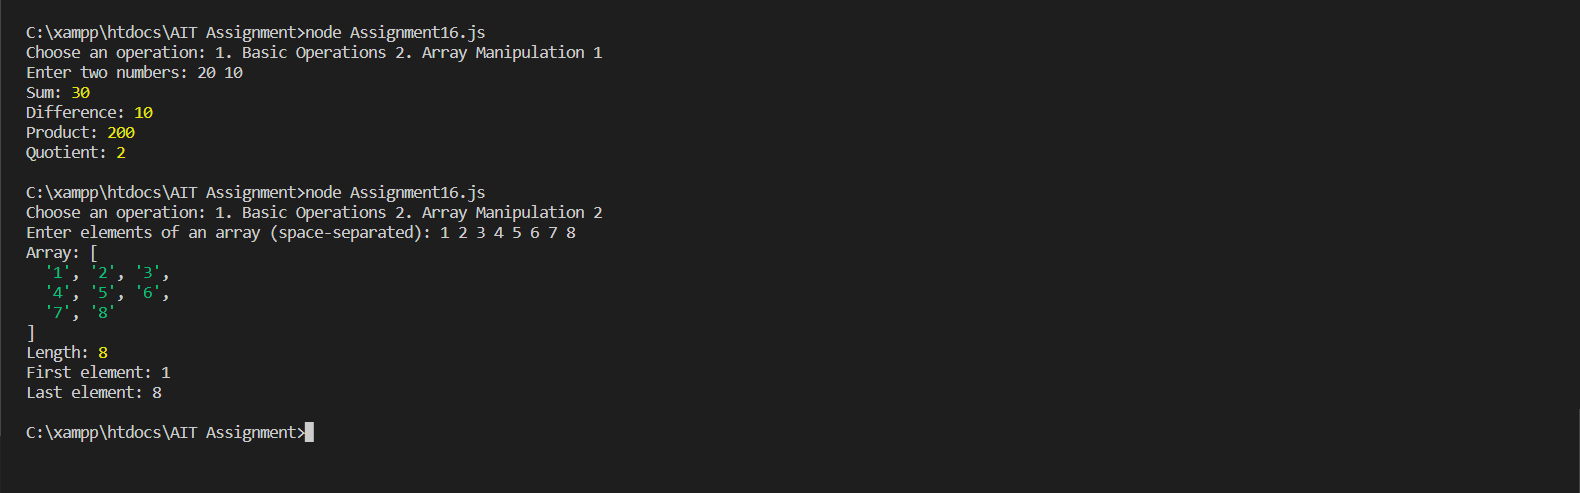 C:\xampp\htdocs\AIT Assignment>node Assignment16.js
Choose an operation: 1. Basic Operations 2. Array Manipulation 1
Enter two numbers: 20 10
Sum: 30
Difference: 10
Product: 200
Quotient: 2
C:\xampp\htdocs\AIT Assignment>node Assignment16.js
Choose an operation: 1. Basic Operations 2. Array Manipulation 2
Enter elements of an array (space-separated): 1 2 3 4 5 6 7 8
Array: [
  '1', '2', '3',
  '4', '5', '6',
  '7', '8'
]
Length: 8
First element: 1
Last element: 8
C:\xampp\htdocs\AIT Assignment>